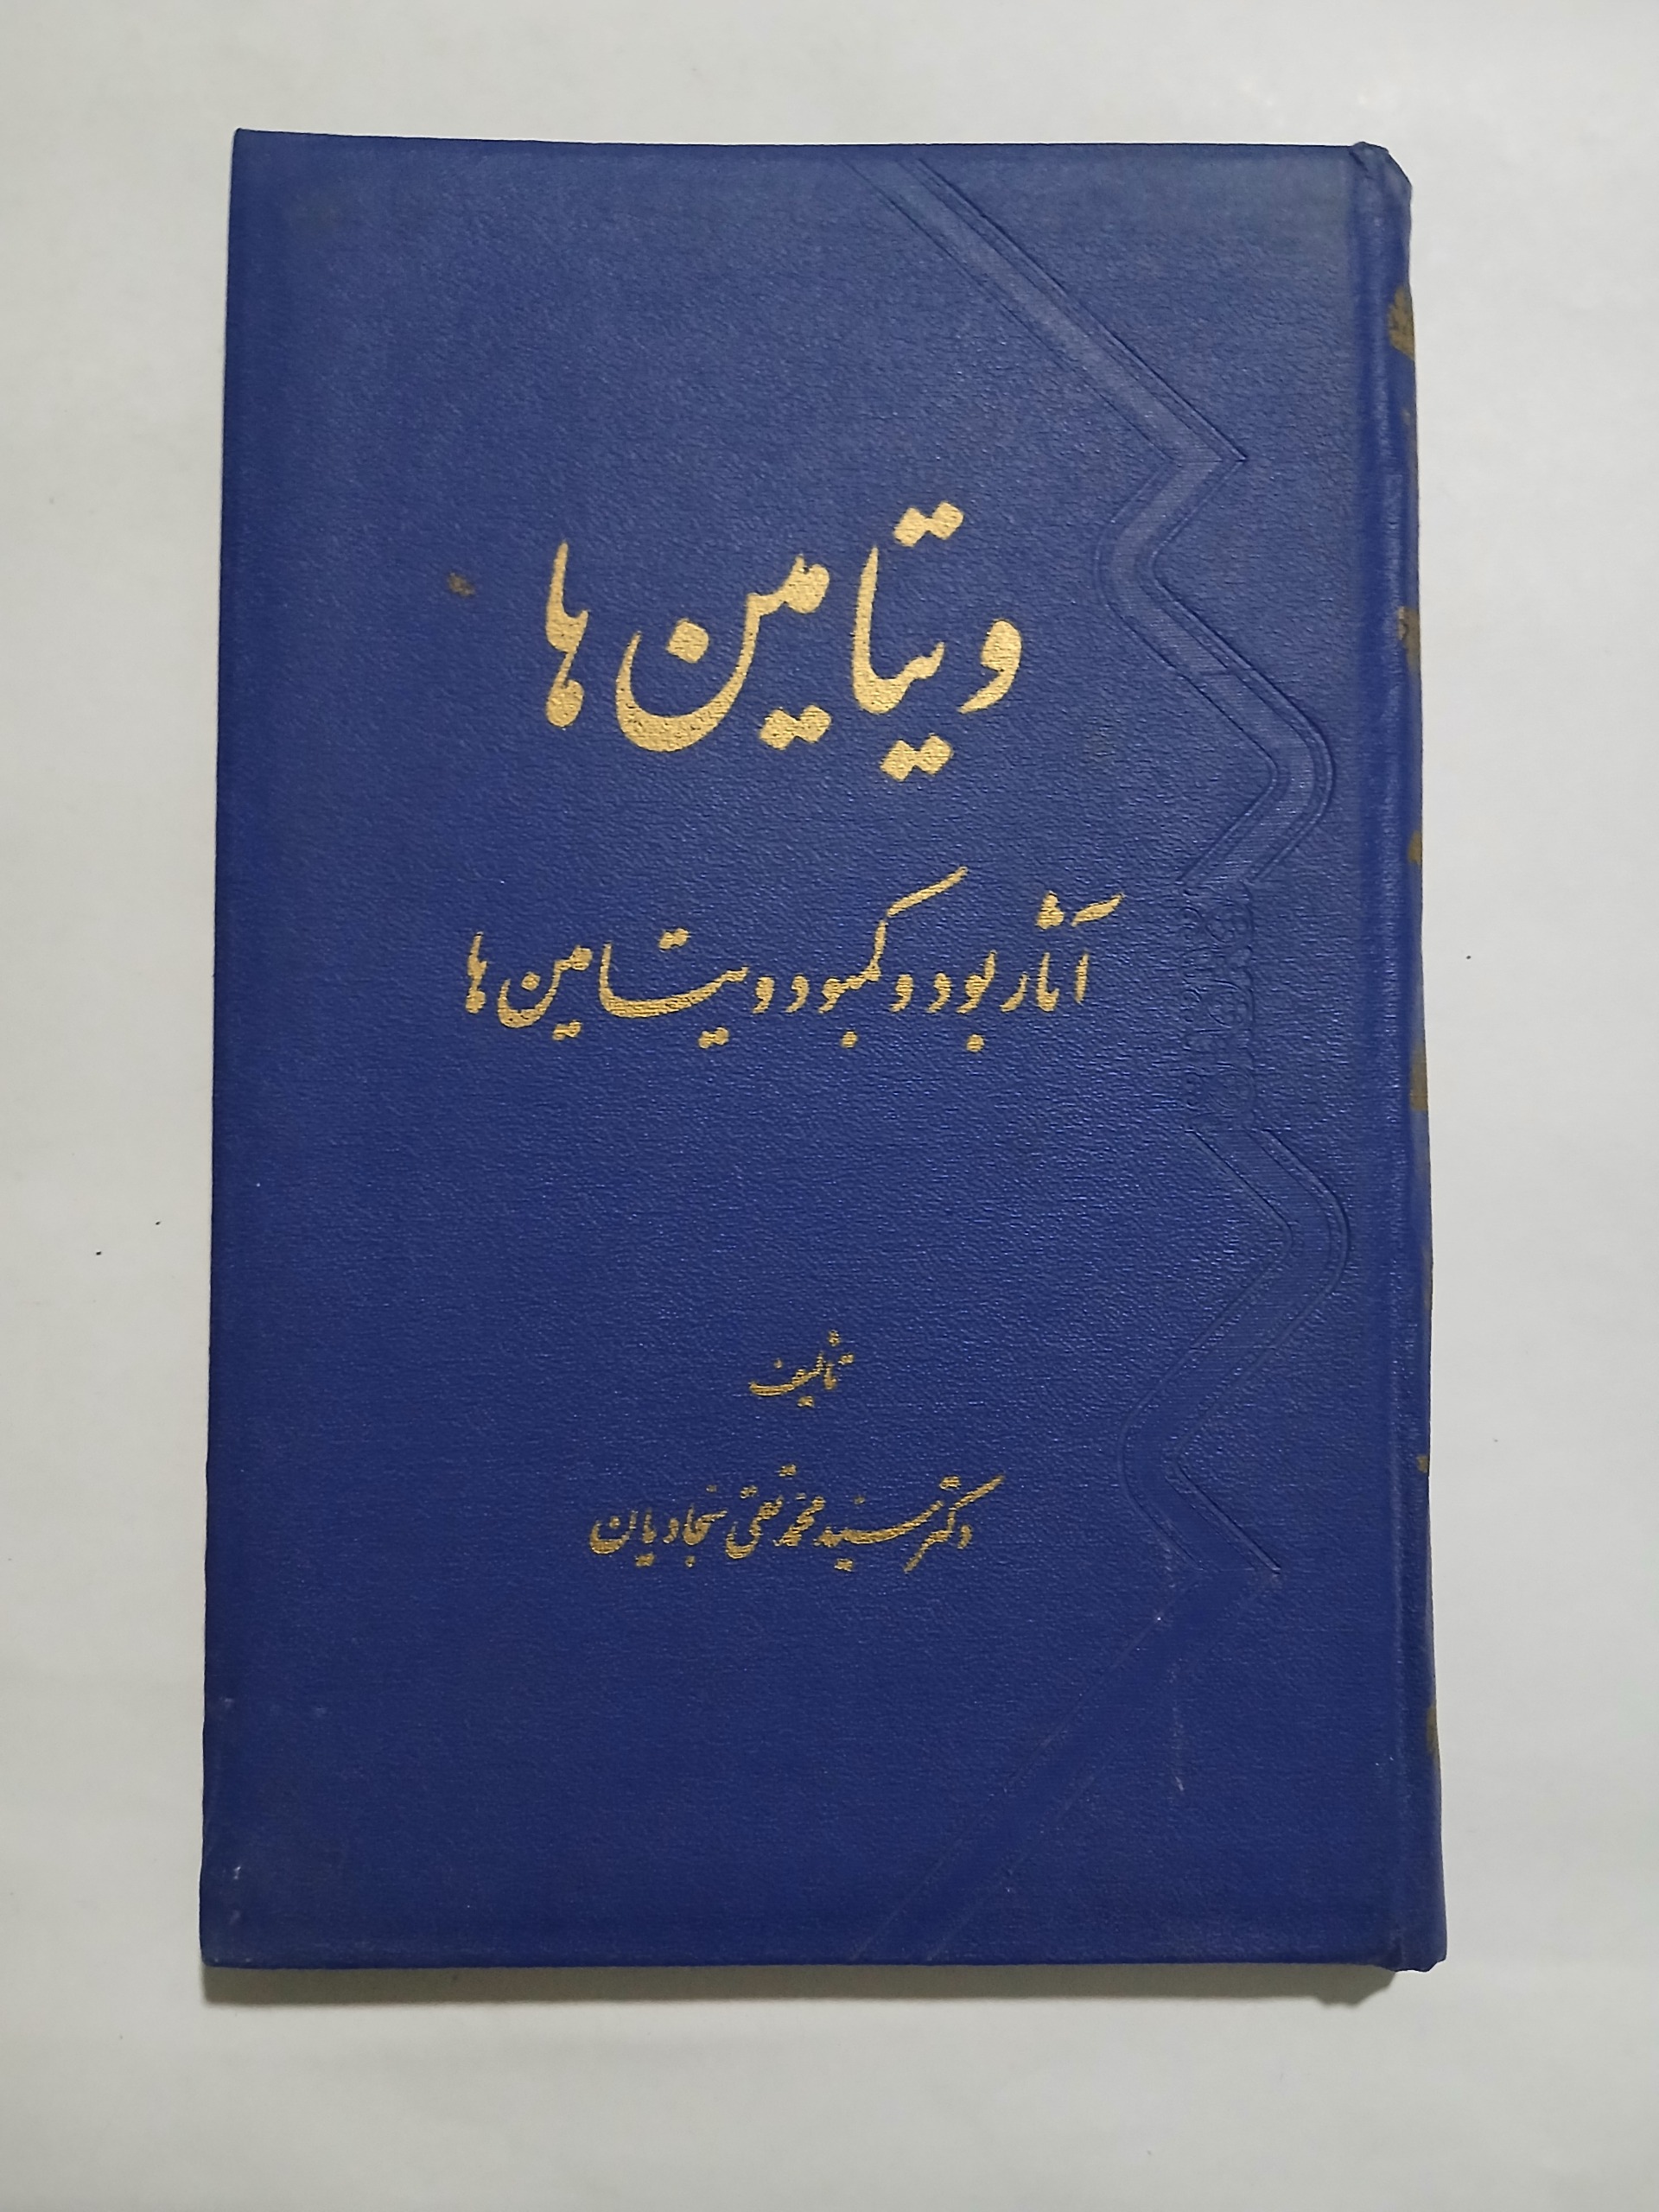 ویتامین ها
آثار بود و کمبود ویتامین ها
تألیف
دکتر سید محمد تقی سجادیان